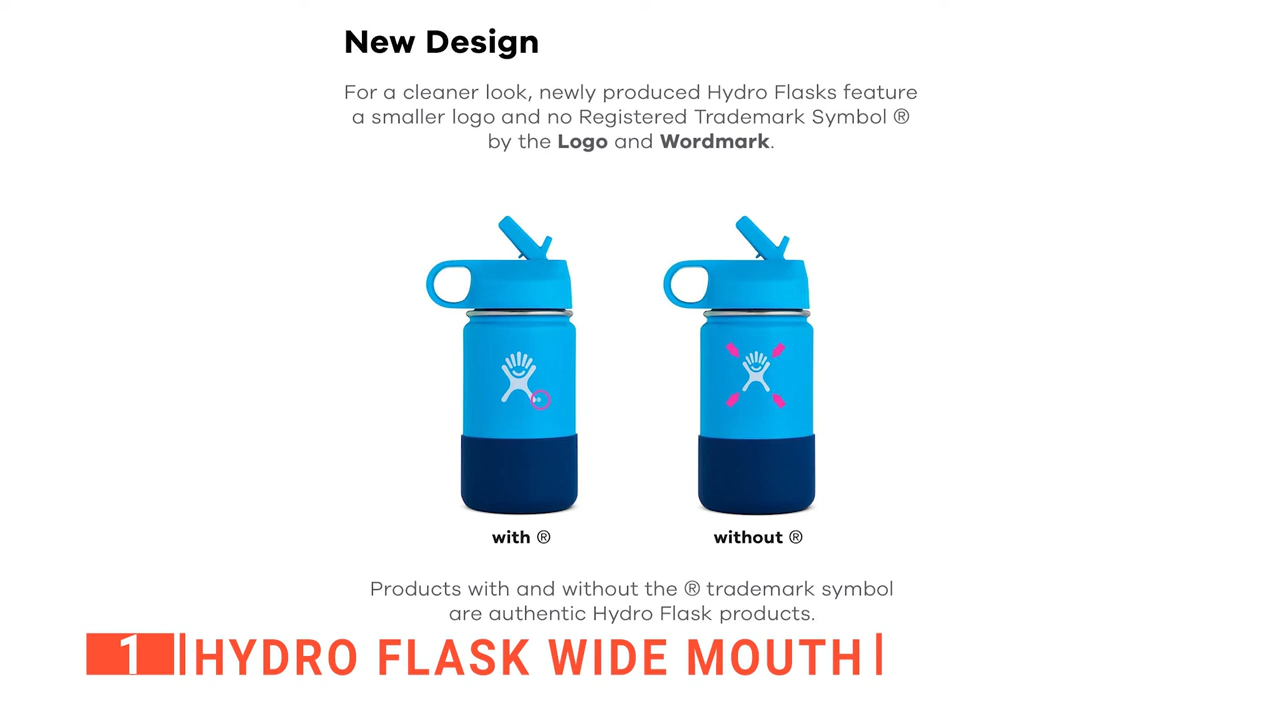 New Design
For a cleaner look, newly produced Hydro Flasks feature
a smaller logo and no Registered Trademark Symbol ®
by the Logo and Wordmark.
with ®
without ®
Products with and without the ® trademark symbol
are authentic Hydro Flask products.
1 HYDRO FLASK WIDE MOUTH